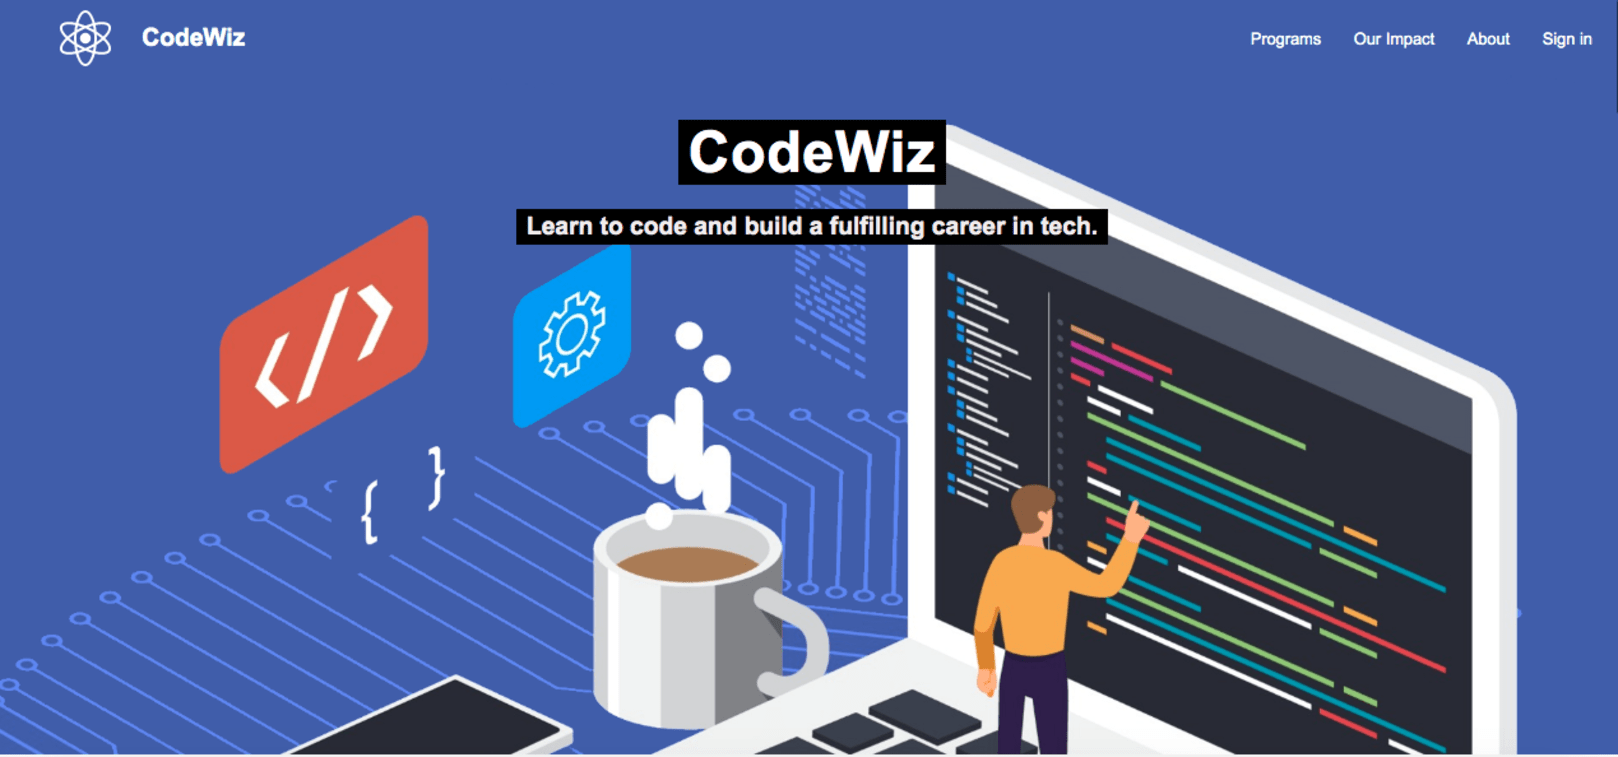 CodeWiz
Programs Our Impact About Sign in
CodeWiz
Learn to code and build a fulfilling career in tech.
</>
{ }